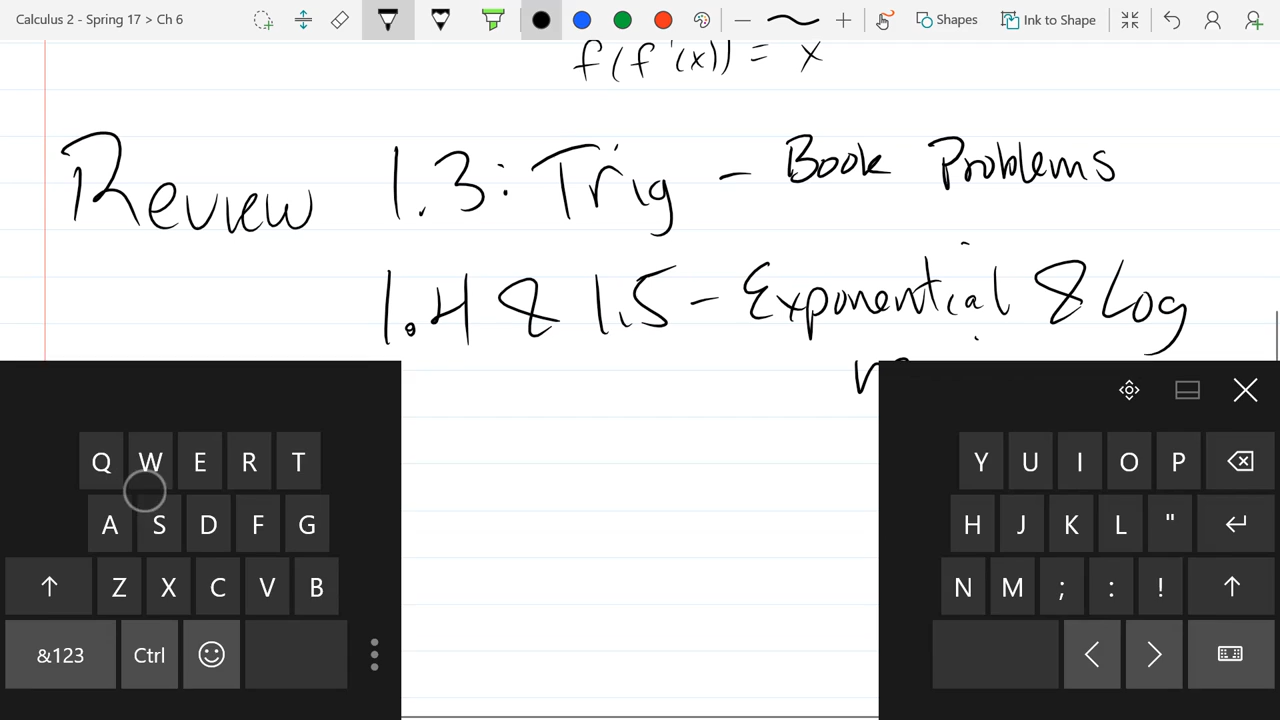 Calculus 2 - Spring 17 > Ch 6
Shapes
Ink to Shape
f(f⁻¹(x)) = x
Review 1.3: Trig - Book Problems
1.4 & 1.5 - Exponential & Log
Q W E R T
Y U I O P
A S D F G
H J K L "
Z X C V B
N M ; : !
&123 Ctrl